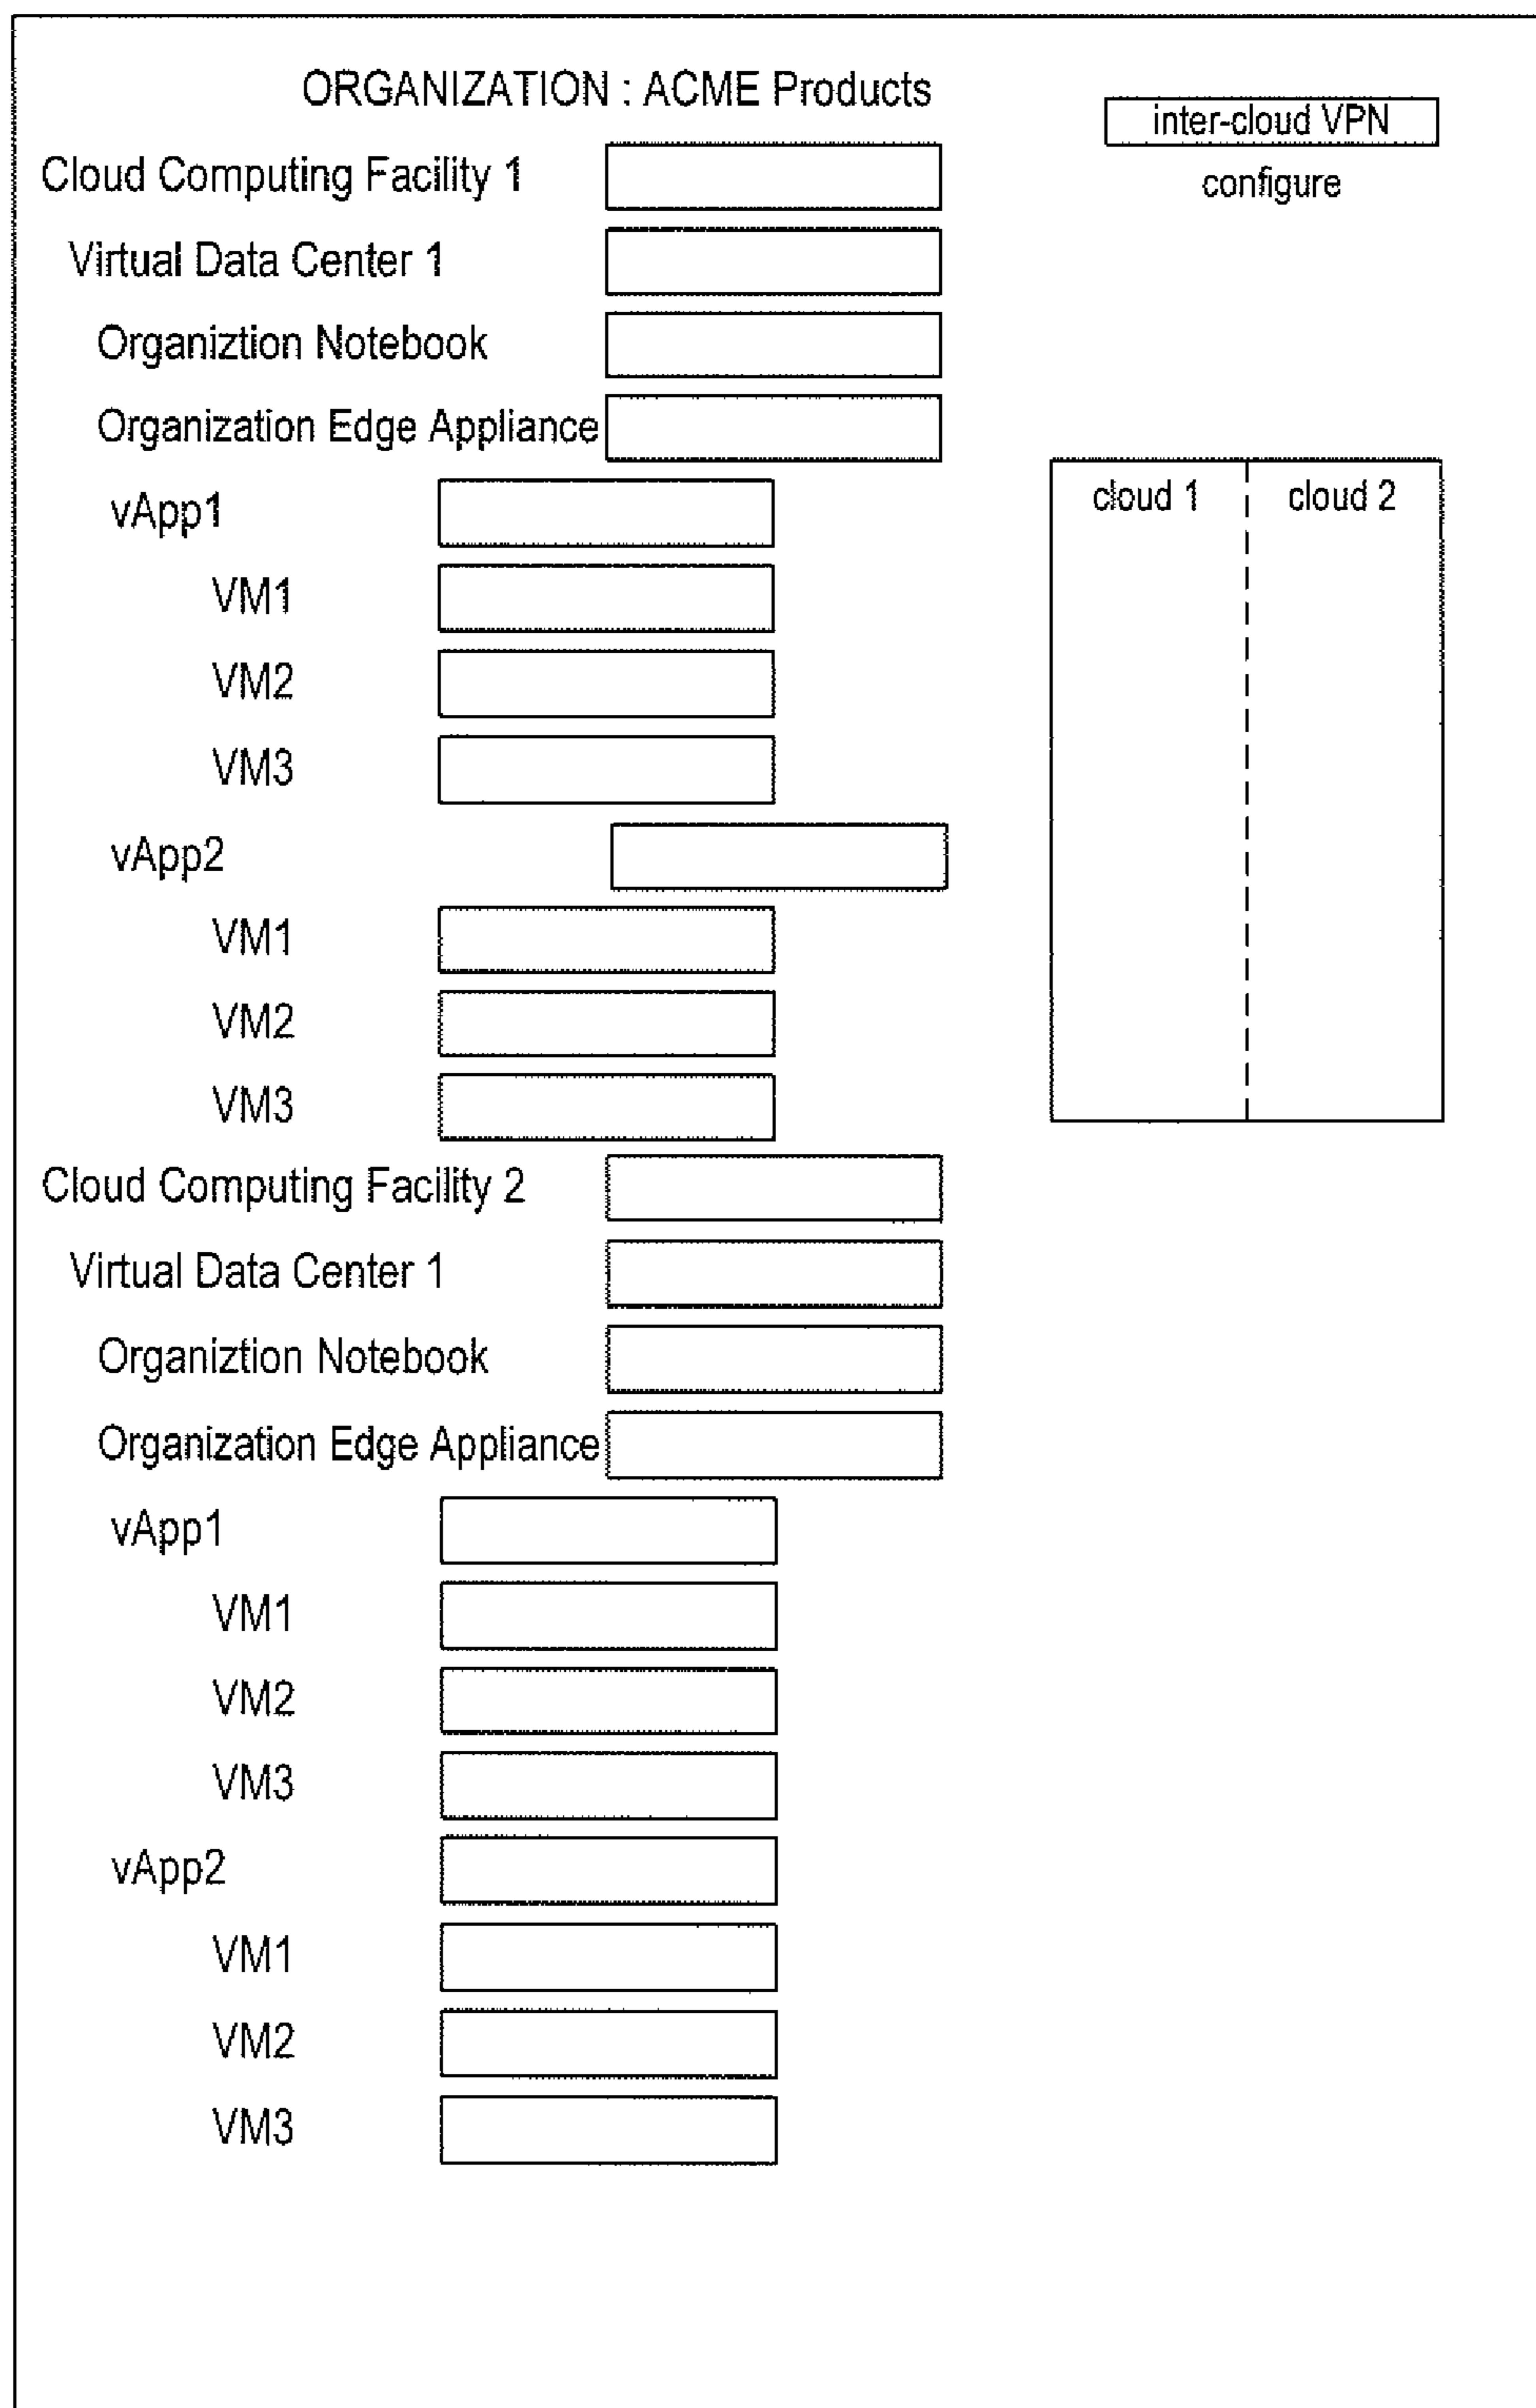 ORGANIZATION : ACME Products
inter-cloud VPN
configure
Cloud Computing Facility 1
Virtual Data Center 1
Organiztion Notebook
Organization Edge Appliance
vApp1
VM1
VM2
VM3
vApp2
VM1
VM2
VM3
cloud 1
cloud 2
Cloud Computing Facility 2
Virtual Data Center 1
Organiztion Notebook
Organization Edge Appliance
vApp1
VM1
VM2
VM3
vApp2
VM1
VM2
VM3